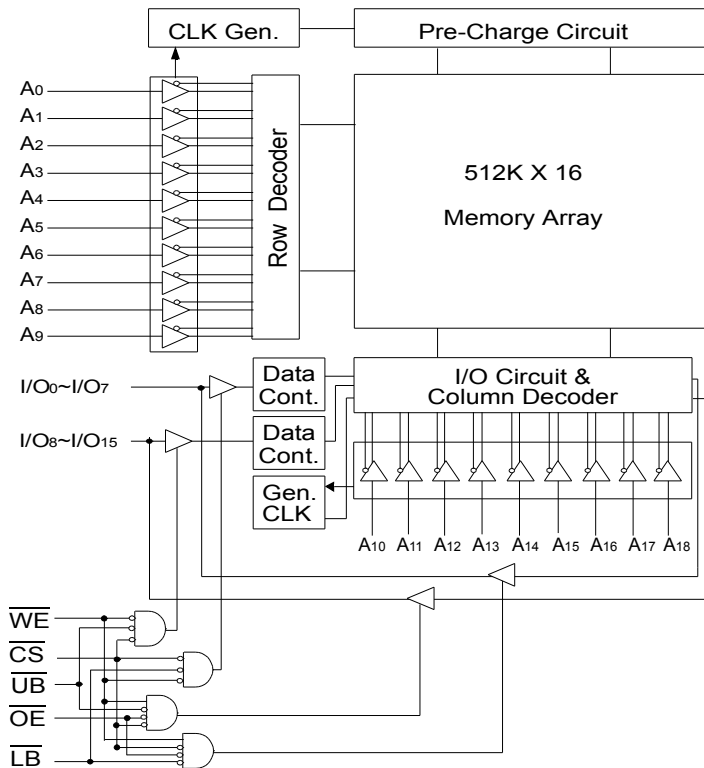 CLK Gen.
Pre-Charge Circuit
A0
A1
A2
A3
A4
A5
A6
A7
A8
A9
Row Decoder
512K X 16
Memory Array
I/O0~I/O7
I/O8~I/O15
Data
Cont.
Data
Cont.
Gen.
CLK
I/O Circuit &
Column Decoder
A10 A11 A12 A13 A14 A15 A16 A17 A18
WE
CS
UB
OE
LB